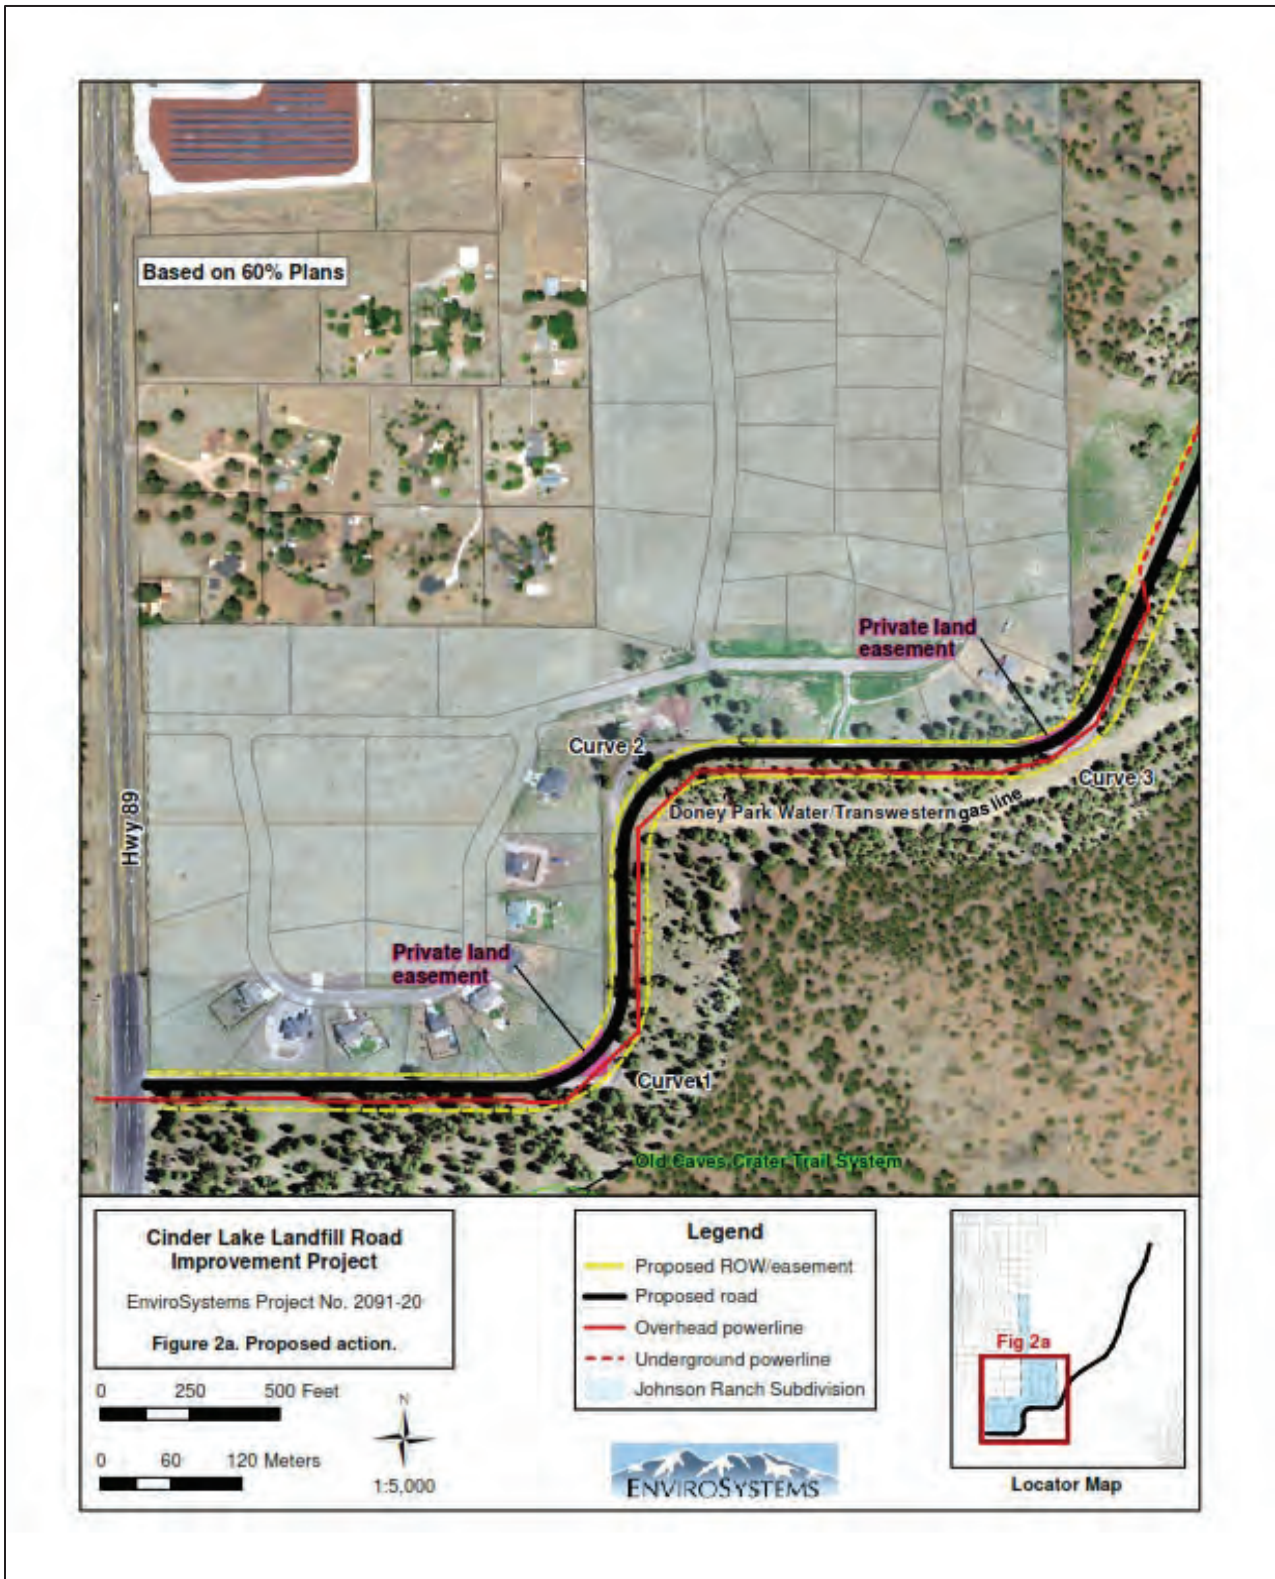 Based on 60% Plans
Private land
easement
Curve 2
Curve 3
Doney Park Water/Transwestern gas line
Hwy 89
Private land
easement
Curve 1
Old Caves Crater Trail System
Cinder Lake Landfill Road
Improvement Project
EnviroSystems Project No. 2091-20
Figure 2a. Proposed action.
0 250 500 Feet
0 60 120 Meters
N
1:5,000
Legend
Proposed ROW/easement
Proposed road
Overhead powerline
Underground powerline
Johnson Ranch Subdivision
ENVIROSYSTEMS
Fig 2a
Locator Map